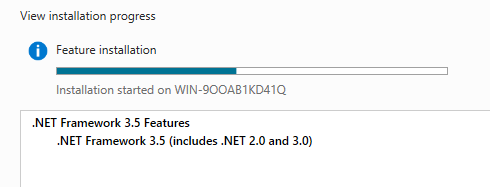 View installation progress
Feature installation
Installation started on WIN-9OOAB1KD41Q
.NET Framework 3.5 Features
.NET Framework 3.5 (includes .NET 2.0 and 3.0)